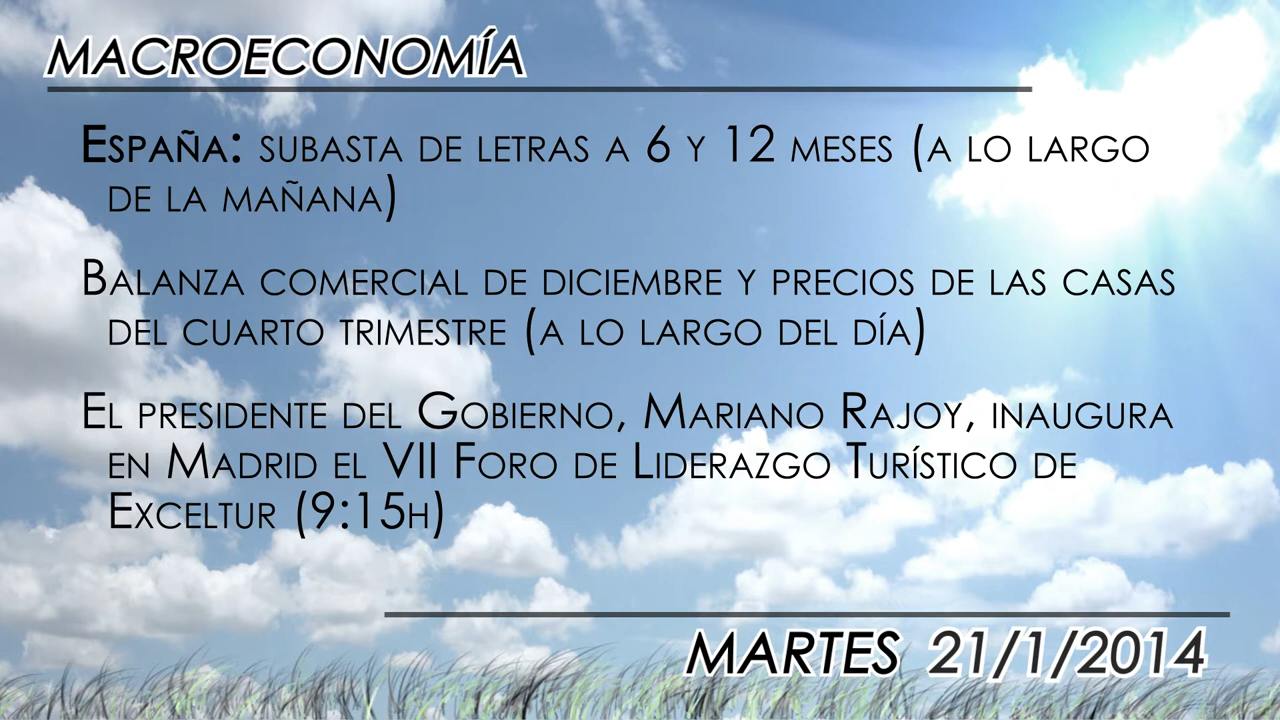 MACROECONOMÍA
España: subasta de letras a 6 y 12 meses (a lo largo
de la mañana)
Balanza comercial de diciembre y precios de las casas
del cuarto trimestre (a lo largo del día)
El presidente del Gobierno, Mariano Rajoy, inaugura
en Madrid el VII Foro de Liderazgo Turístico de
Exceltur (9:15h)
MARTES 21/1/2014